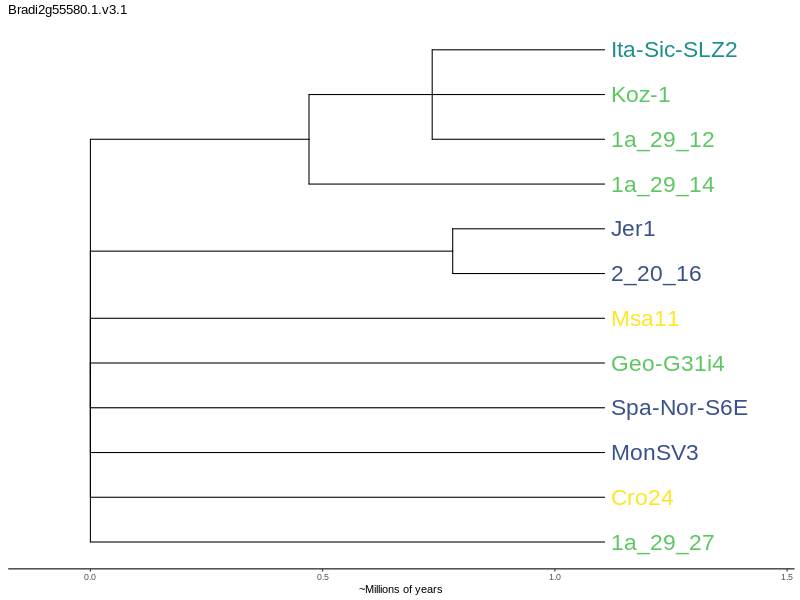 Bradi2g55580.1.v3.1
Ita-Sic-SLZ2
Koz-1
1a_29_12
1a_29_14
Jer1
2_20_16
Msa11
Geo-G31i4
Spa-Nor-S6E
MonSV3
Cro24
1a_29_27
0.0 0.5 1.0 1.5
~Millions of years